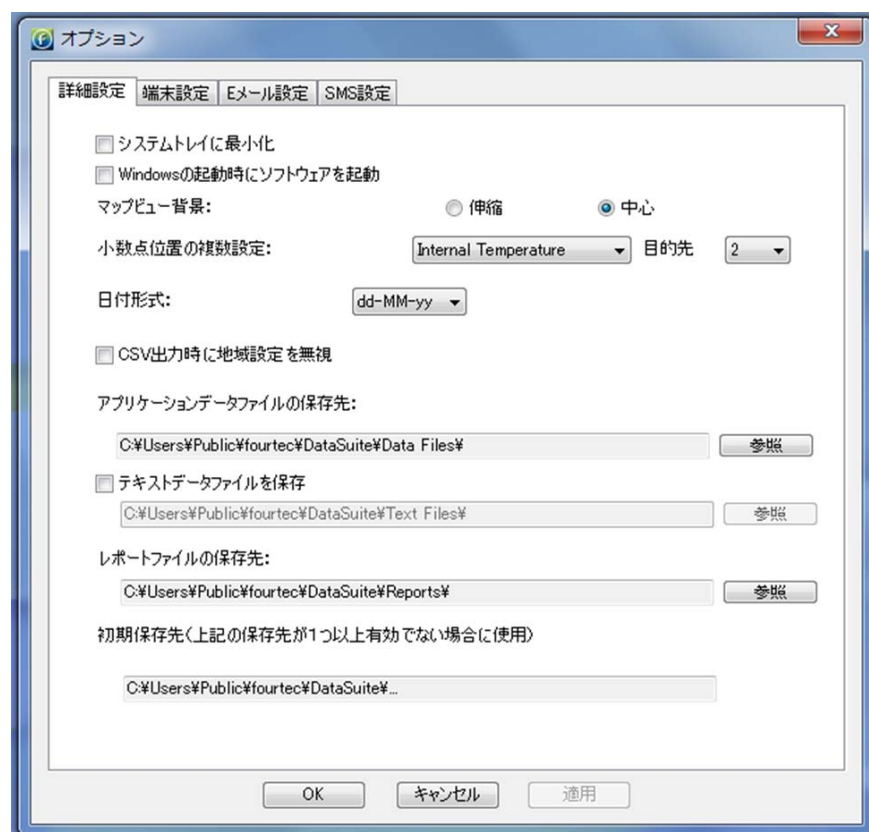 オプション
詳細設定 端末設定 Eメール設定 SMS設定
システムトレイに最小化
Windowsの起動時にソフトウェアを起動
マップビュー背景: 伸縮 中心
小数点位置の複数設定: Internal Temperature 目的先 2
日付形式: dd-MM-yy
CSV出力時に地域設定を無視
アプリケーションデータファイルの保存先:
C:¥Users¥Public¥fourtec¥DataSuite¥Data Files¥ 参照
テキストデータファイルを保存
C:¥Users¥Public¥fourtec¥DataSuite¥Text Files¥ 参照
レポートファイルの保存先:
C:¥Users¥Public¥fourtec¥DataSuite¥Reports¥ 参照
初期保存先(上記の保存先が1つ以上有効でない場合に使用)
C:¥Users¥Public¥fourtec¥DataSuite¥...
OK キャンセル 適用